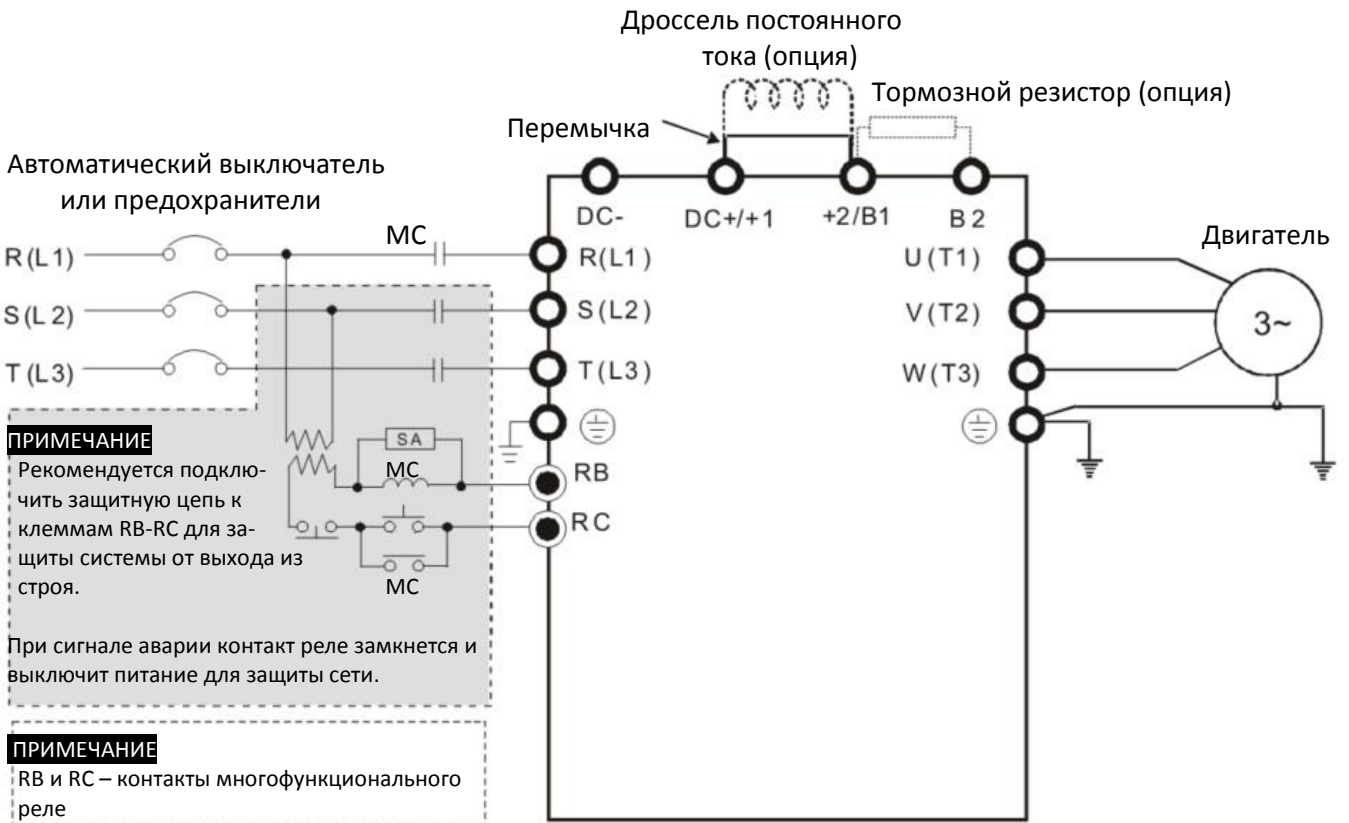 Дроссель постоянного
тока (опция)
Тормозной резистор (опция)
Перемычка
Автоматический выключатель
или предохранители
DC-
DC+/+1
+2/B1
B2
R(L1)
МС
R(L1)
U(T1)
Двигатель
S(L2)
S(L2)
V(T2)
3~
T(L3)
T(L3)
W(T3)
ПРИМЕЧАНИЕ
Рекомендуется подклю-
чить защитную цепь к
клеммам RB-RC для за-
щиты системы от выхода из
строя.
SA
МС
RB
RC
МС
При сигнале аварии контакт реле замкнется и
выключит питание для защиты сети.
ПРИМЕЧАНИЕ
RB и RC – контакты многофункционального
реле